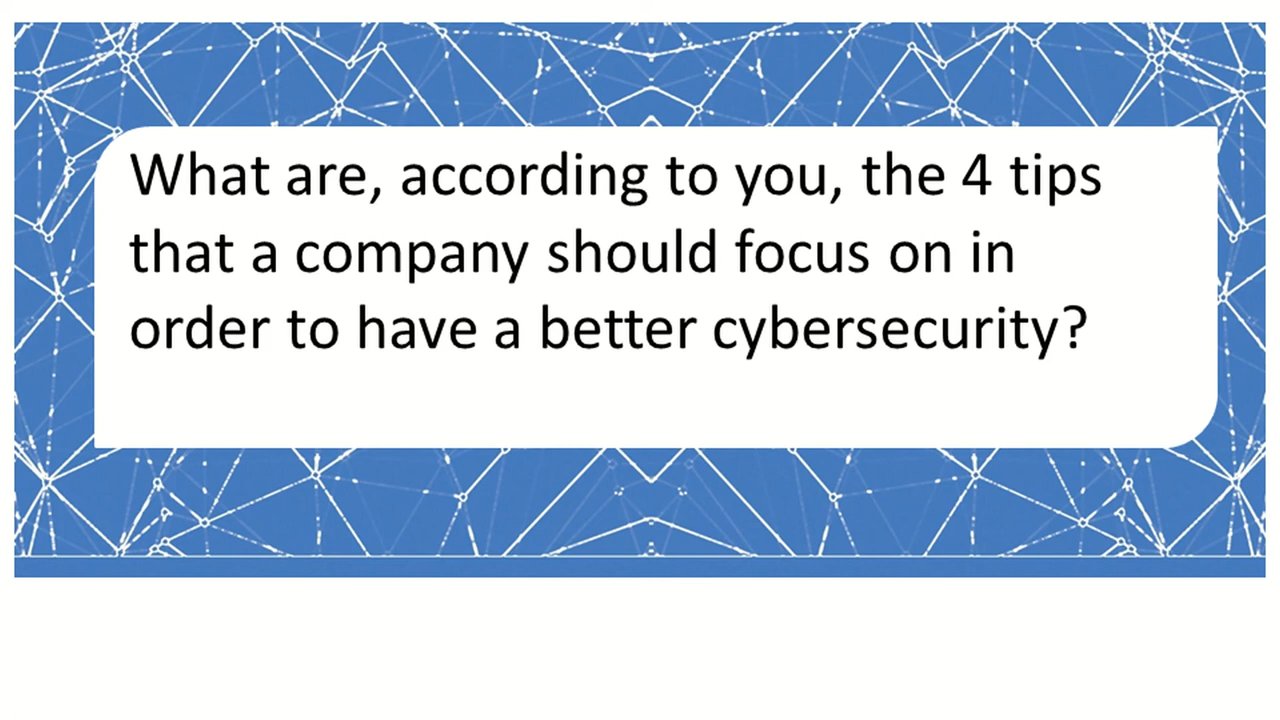 What are, according to you, the 4 tips
that a company should focus on in
order to have a better cybersecurity?